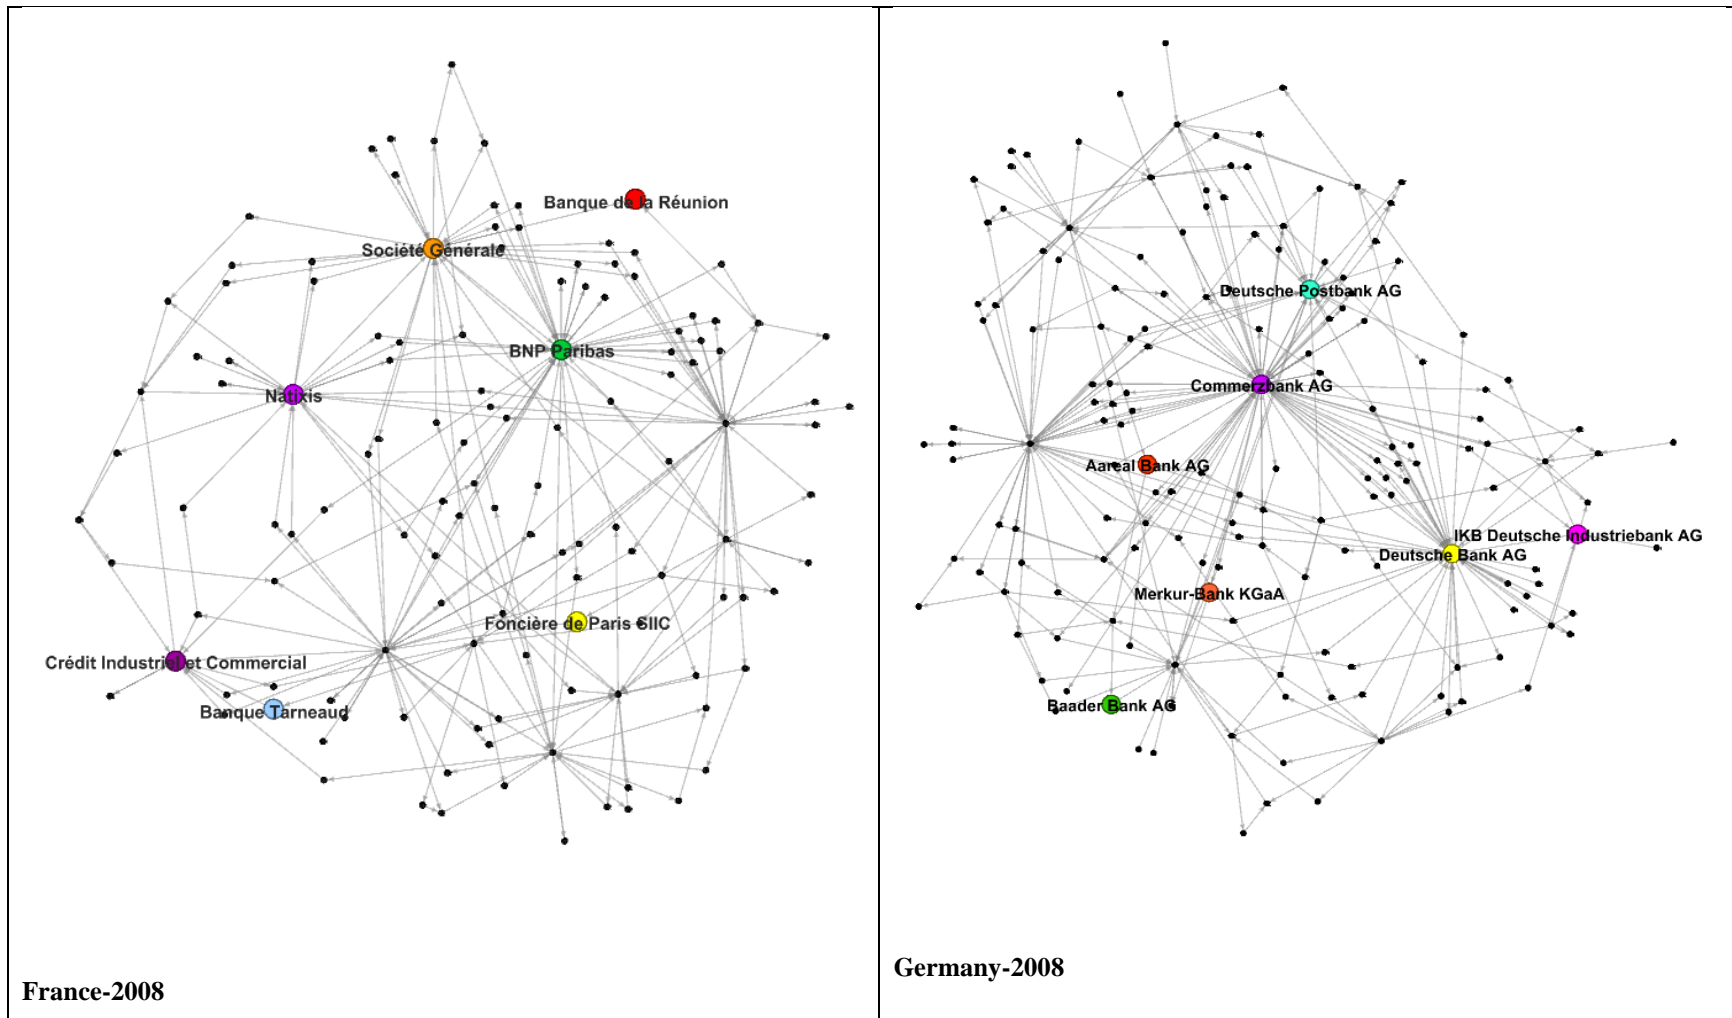 Banque de la Réunion
Société Générale
BNP Paribas
Natixis
Foncière de Paris SIIC
Crédit Industriel et Commercial
Banque Tarneaud
France-2008
Deutsche Postbank AG
Commerzbank AG
Aareal Bank AG
IKB Deutsche Industriebank AG
Deutsche Bank AG
Merkur-Bank KGaA
Baader Bank AG
Germany-2008